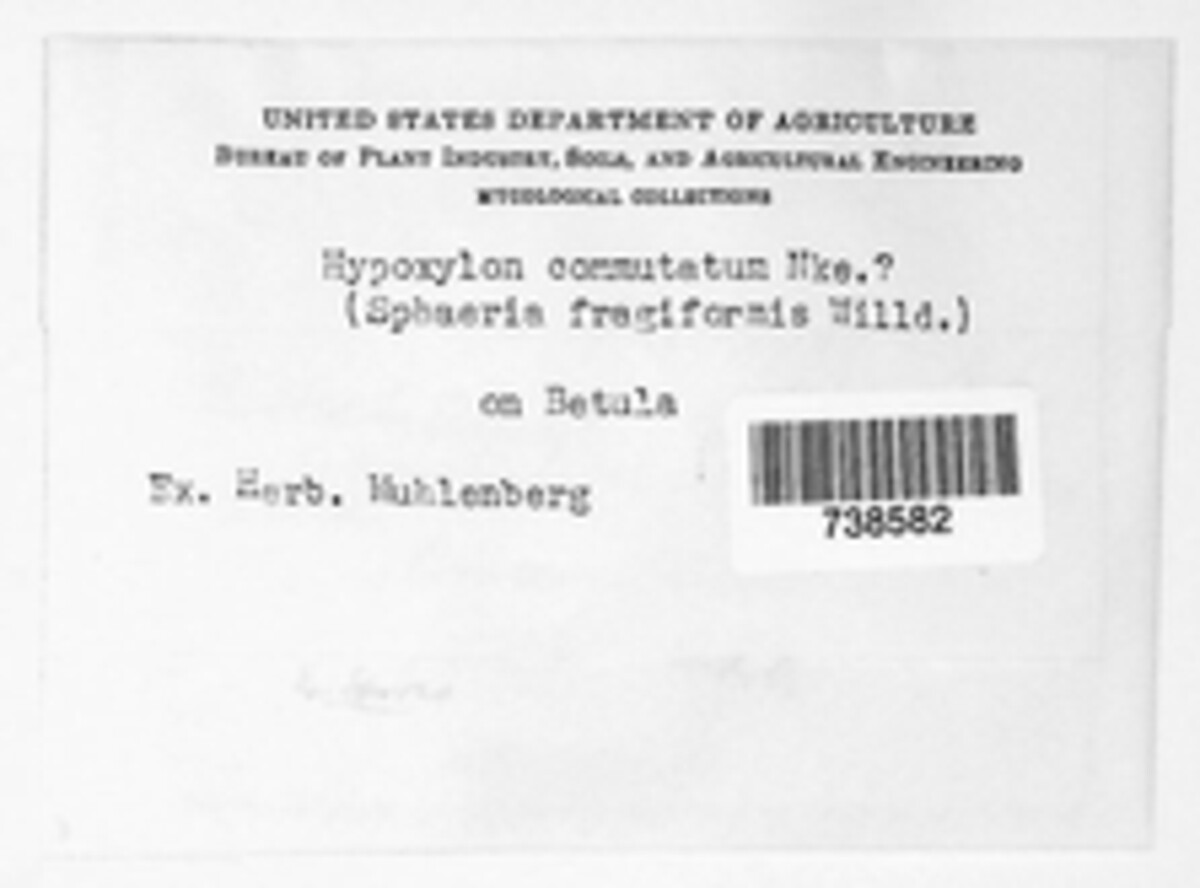 UNITED STATES DEPARTMENT OF AGRICULTURE
BUREAU OF PLANT INDUSTRY, SOILS, AND AGRICULTURAL ENGINEERING
MYCOLOGICAL COLLECTIONS
Hypoxylon commutatum Nke.?
(Sphaeria fragiformis Willd.)
on Betula
Ex. Herb. Muhlenberg
738582